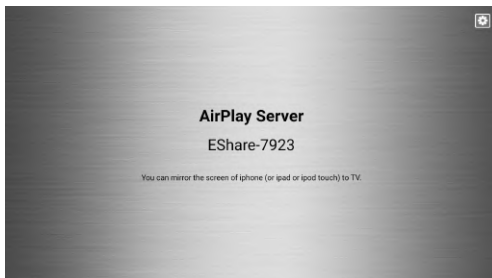 AirPlay Server
EShare-7923
You can mirror the screen of iphone (or ipad or ipod touch) to TV.